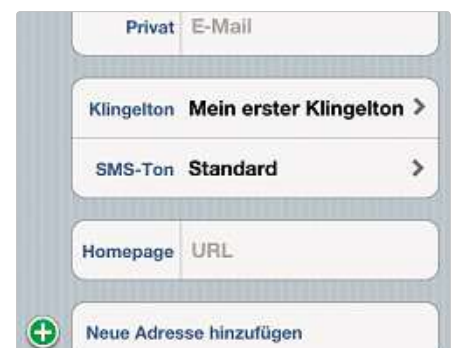 Privat E-Mail
Klingelton Mein erster Klingelton
SMS-Ton Standard
Homepage URL
Neue Adresse hinzufügen